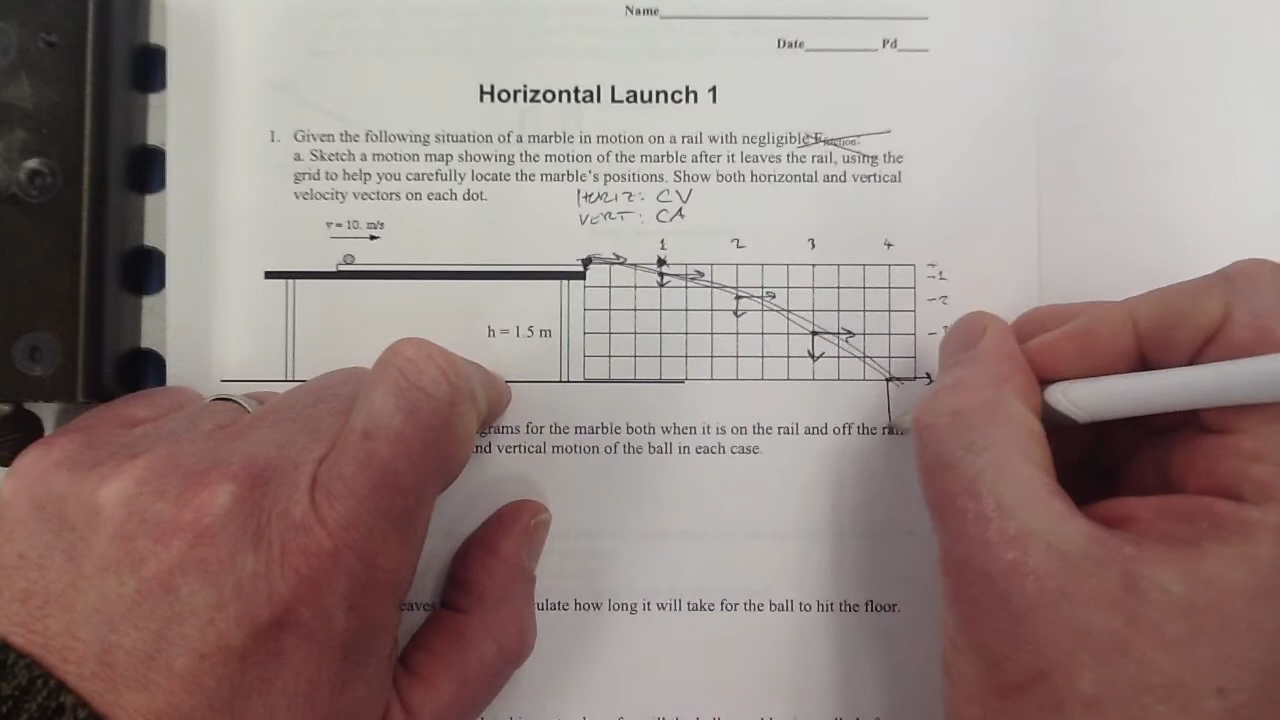 Name
Date Pd
Horizontal Launch 1
1. Given the following situation of a marble in motion on a rail with negligible
a. Sketch a motion map showing the motion of the marble after it leaves the rail, using the
grid to help you carefully locate the marble's positions. Show both horizontal and vertical
velocity vectors on each dot.
HORIZ: CV
VERT: CA
v = 10. m/s
1 2 3 4
-1
-2
h = 1.5 m
for the marble both when it is on the rail and off the
vertical motion of the ball in each case.
how long it will take for the ball to hit the floor.